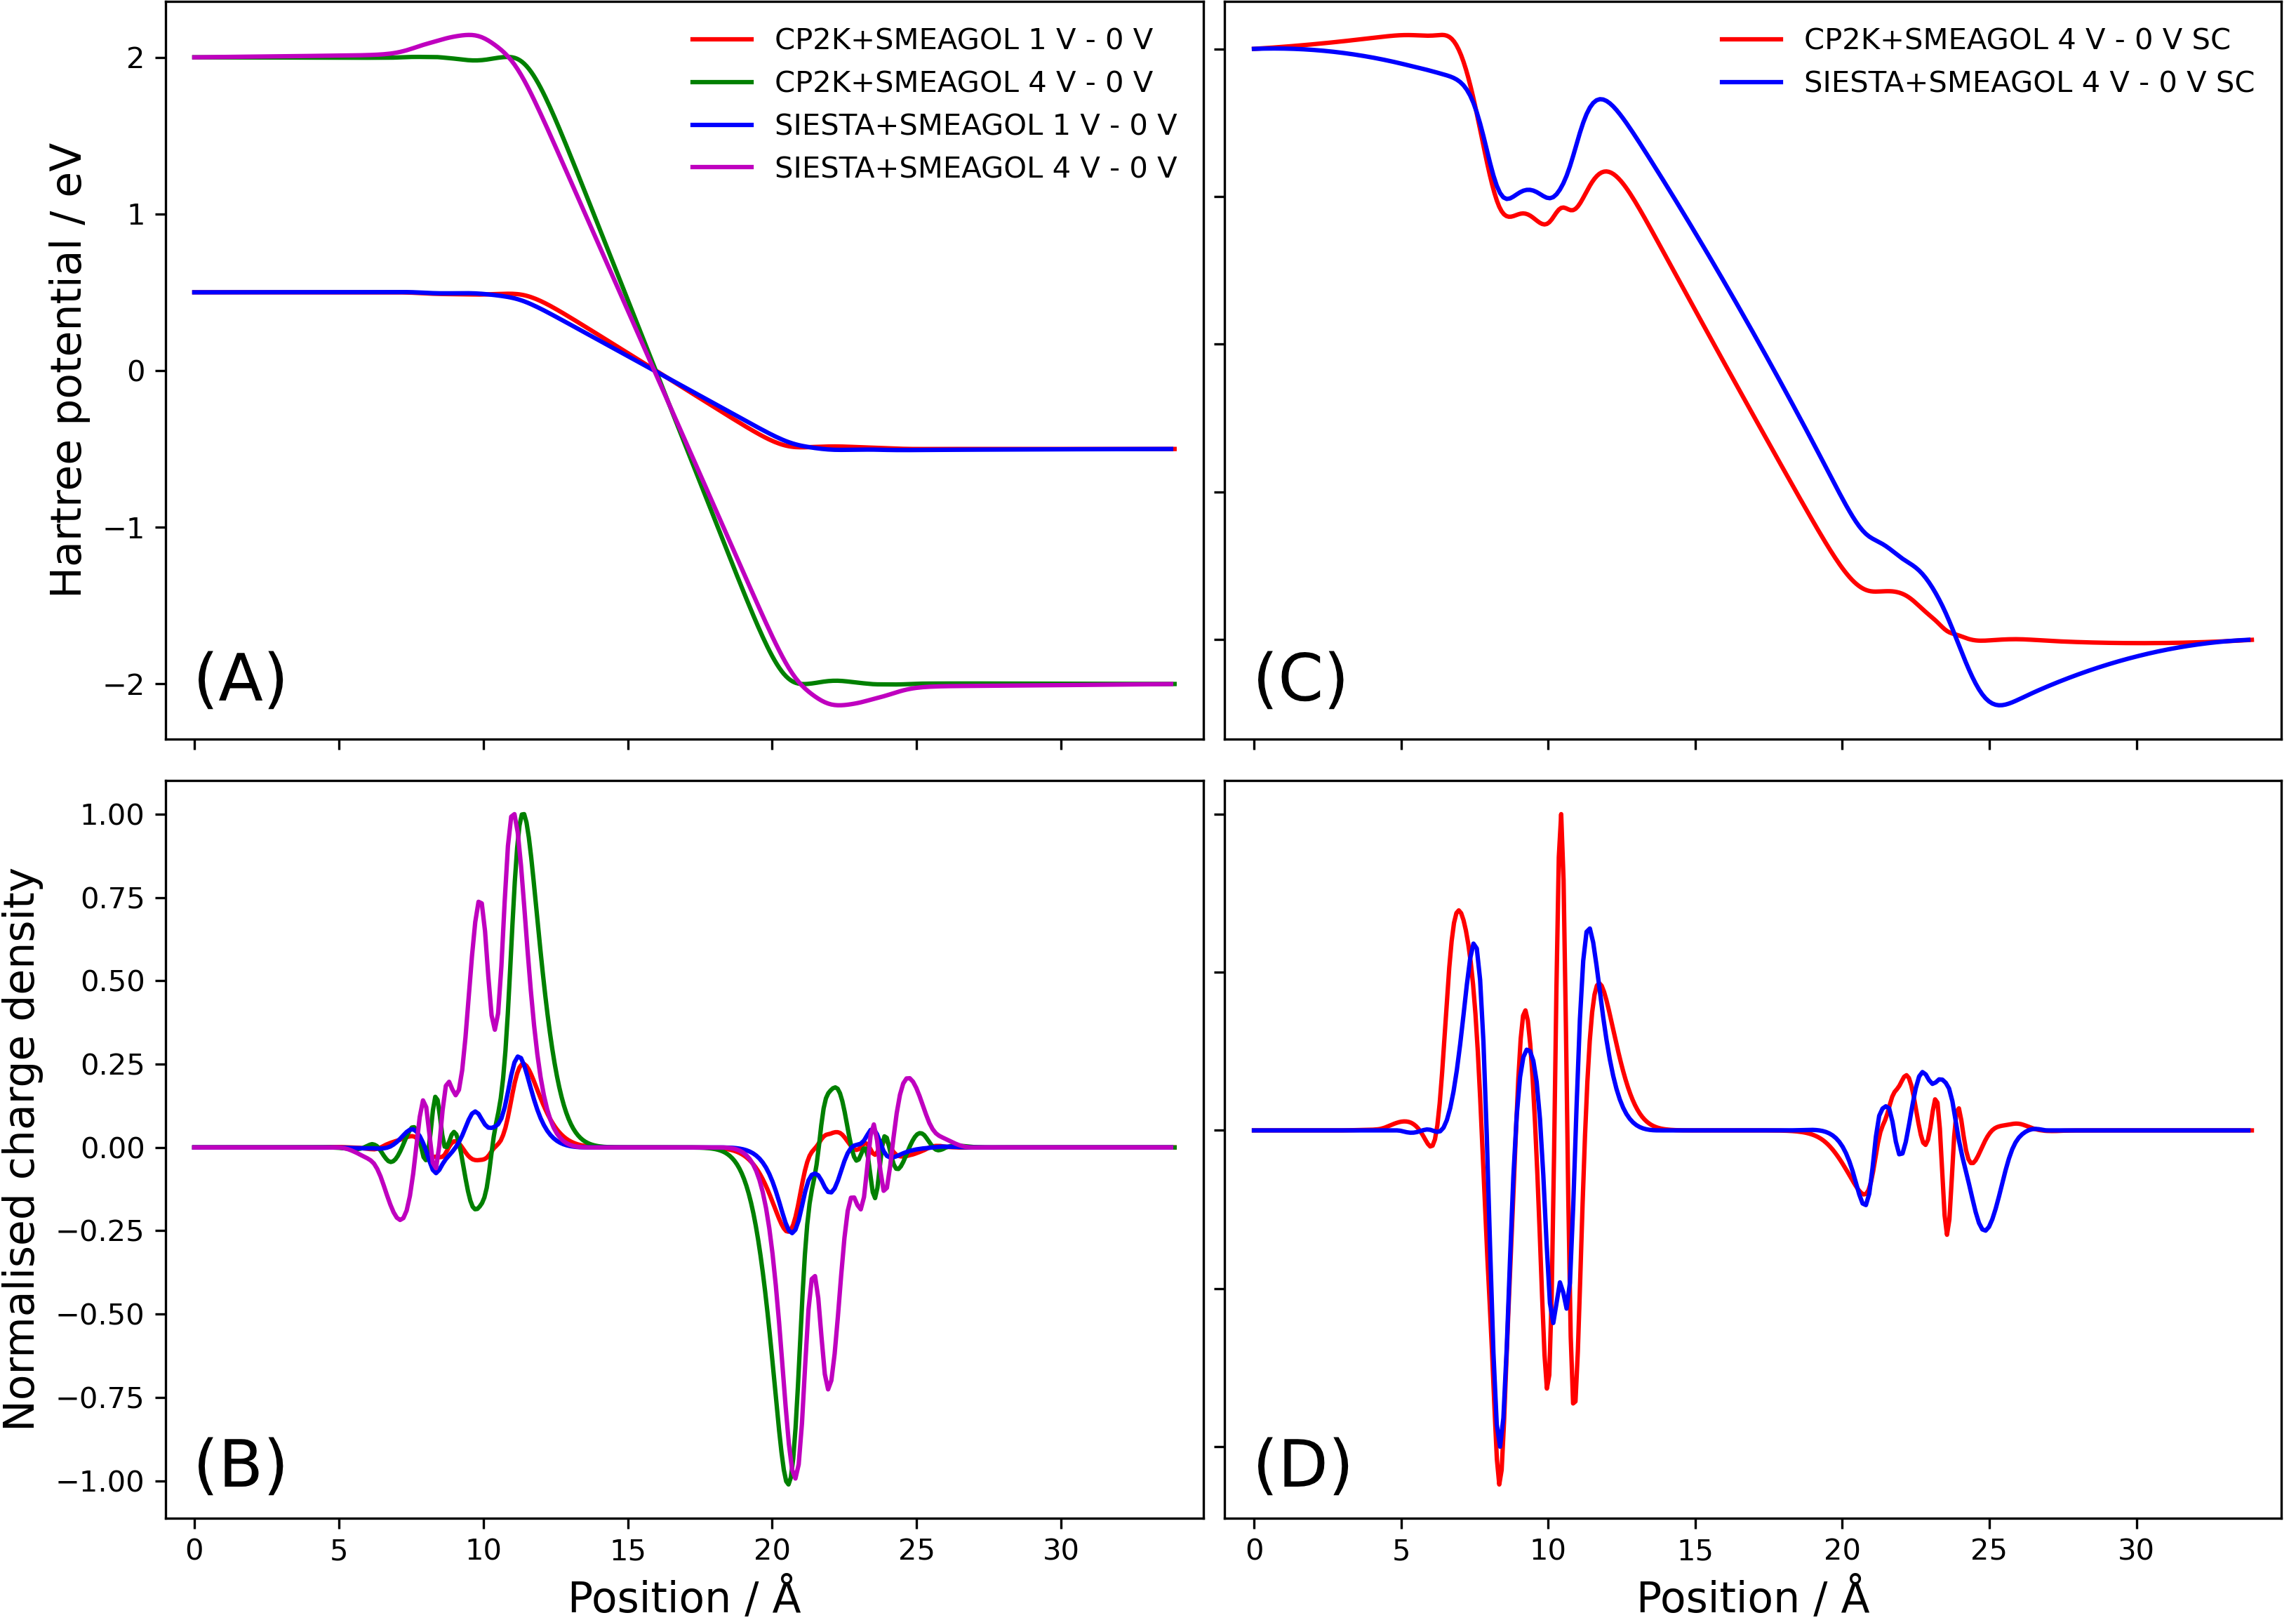 Hartree potential / eV
2
1
0
−1
−2
CP2K+SMEAGOL 1 V - 0 V
CP2K+SMEAGOL 4 V - 0 V
SIESTA+SMEAGOL 1 V - 0 V
SIESTA+SMEAGOL 4 V - 0 V
(A)
CP2K+SMEAGOL 4 V - 0 V SC
SIESTA+SMEAGOL 4 V - 0 V SC
(C)
Normalised charge density
1.00
0.75
0.50
0.25
0.00
−0.25
−0.50
−0.75
−1.00
(B)
0 5 10 15 20 25 30
Position / Å
(D)
0 5 10 15 20 25 30
Position / Å